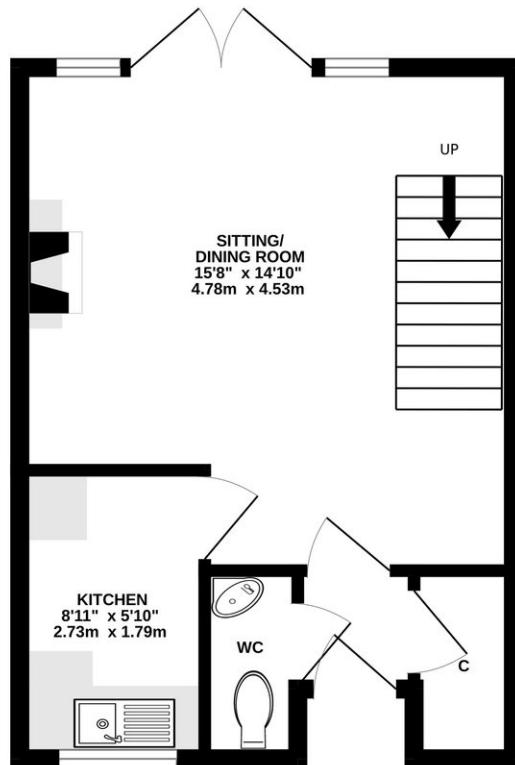 UP
SITTING/
DINING ROOM
15'8" x 14'10"
4.78m x 4.53m
KITCHEN
8'11" x 5'10"
2.73m x 1.79m
WC
C